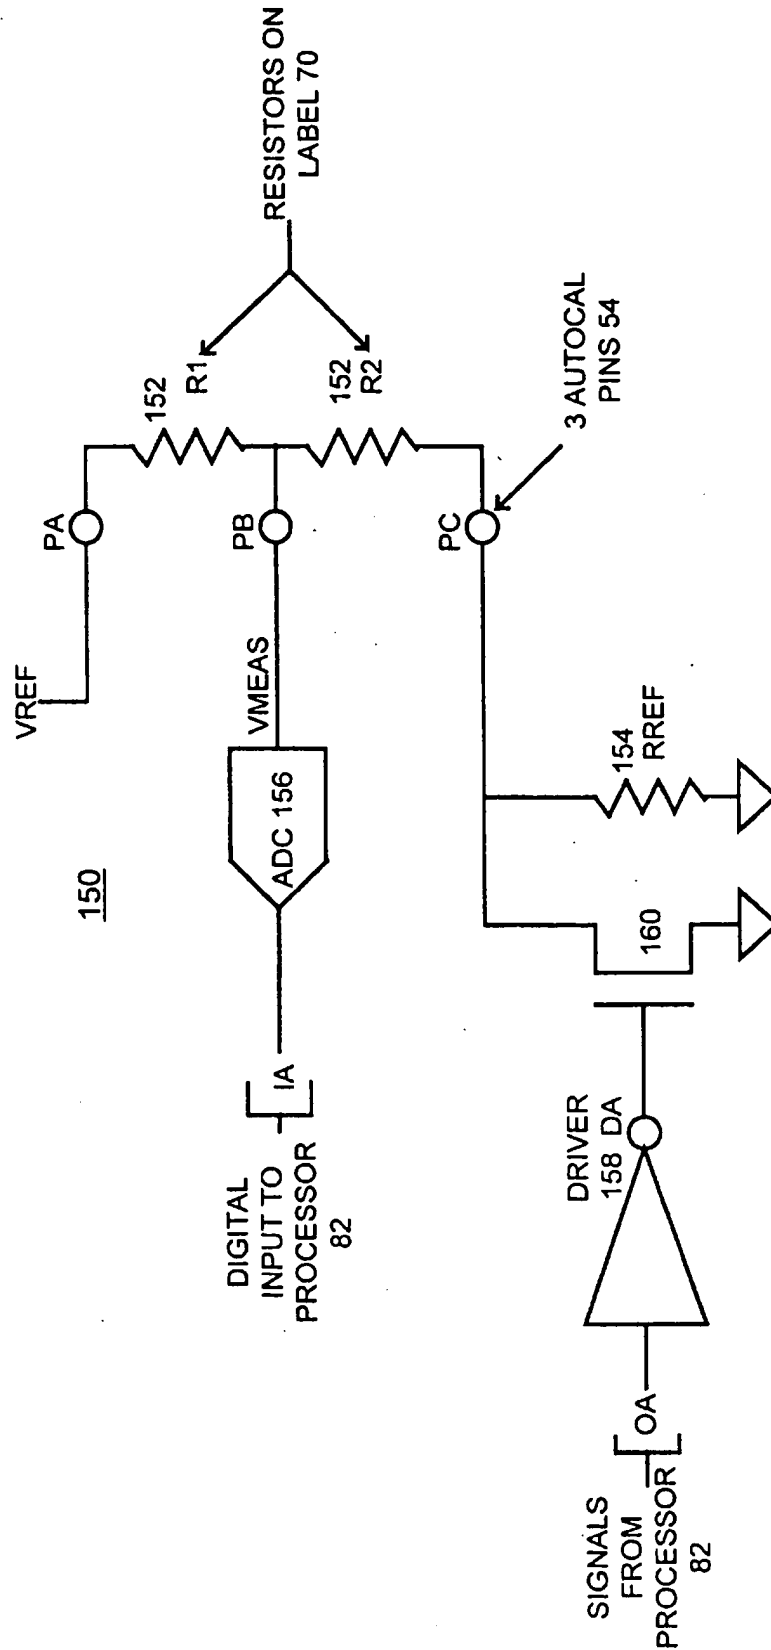 150
VREF
PA
152
R1
RESISTORS ON
LABEL 70
152
R2
PB
VMEAS
ADC 156
IA
DIGITAL
INPUT TO
PROCESSOR
82
PC
3 AUTOCAL
PINS 54
154
RREF
160
DRIVER
158 DA
OA
SIGNALS
FROM
PROCESSOR
82